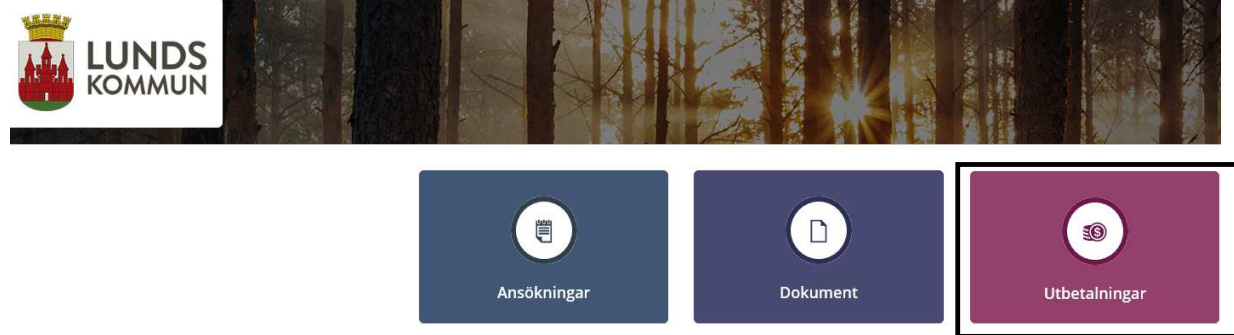 LUNDS
KOMMUN
Ansökningar
Dokument
Utbetalningar